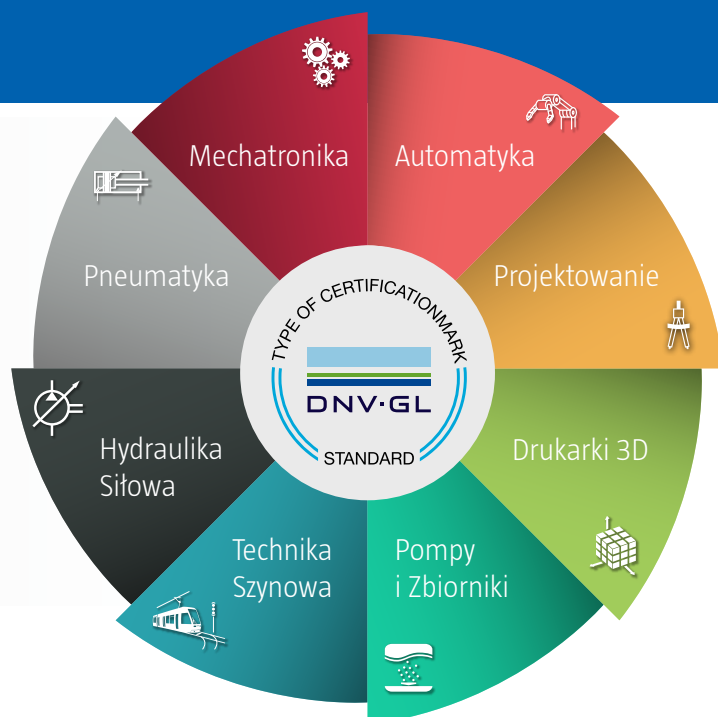 Mechatronika
Automatyka
Pneumatyka
Projektowanie
TYPE OF CERTIFICATIONMARK
DNV·GL
STANDARD
Hydraulika
Siłowa
Drukarki 3D
Technika
Szynowa
Pompy
i Zbiorniki